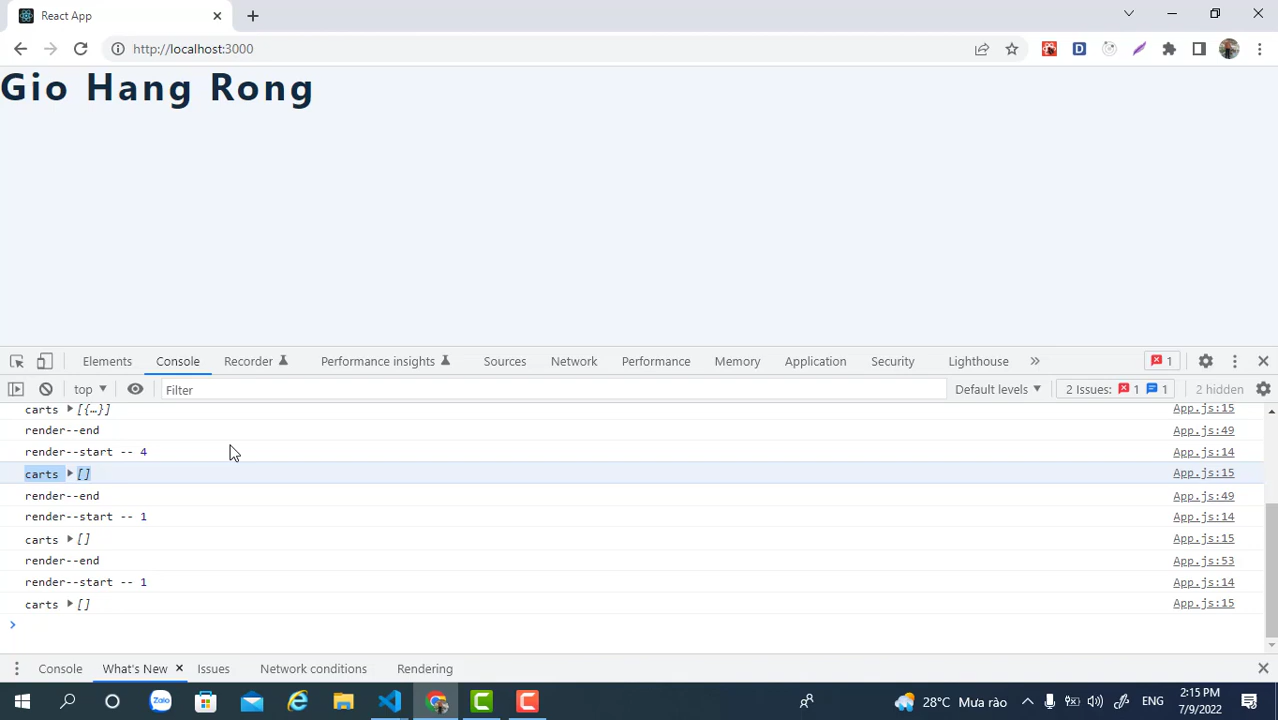 React App
http://localhost:3000
Gio Hang Rong
Elements Console Recorder Performance insights Sources Network Performance Memory Application Security Lighthouse » 1
top Filter Default levels 2 Issues: 1 1 2 hidden
carts [{…}] App.js:15
render--end App.js:49
render--start -- 4 App.js:14
carts [] App.js:15
render--end App.js:49
render--start -- 1 App.js:14
carts [] App.js:15
render--end App.js:53
render--start -- 1 App.js:14
carts [] App.js:15
Console What's New Issues Network conditions Rendering
Zalo 28°C Mưa rào ENG 2:15 PM
7/9/2022